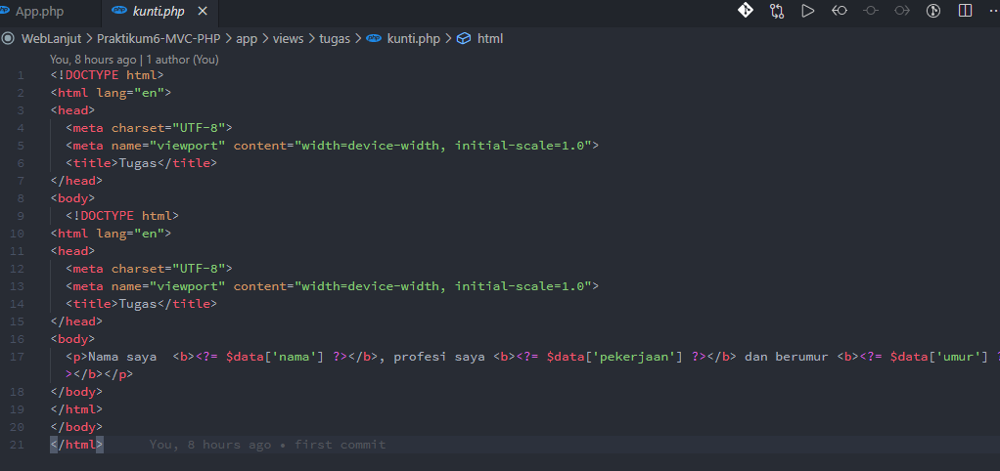 App.php kunti.php
WebLanjut > Praktikum6-MVC-PHP > app > views > tugas > kunti.php > html
You, 8 hours ago | 1 author (You)
1 <!DOCTYPE html>
2 <html lang="en">
3 <head>
4 <meta charset="UTF-8">
5 <meta name="viewport" content="width=device-width, initial-scale=1.0">
6 <title>Tugas</title>
7 </head>
8 <body>
9 <!DOCTYPE html>
10 <html lang="en">
11 <head>
12 <meta charset="UTF-8">
13 <meta name="viewport" content="width=device-width, initial-scale=1.0">
14 <title>Tugas</title>
15 </head>
16 <body>
17 <p>Nama saya  <b><?= $data['nama'] ?></b>, profesi saya <b><?= $data['pekerjaan'] ?></b> dan berumur <b><?= $data['umur'] ?
></b></p>
18 </body>
19 </html>
20 </body>
21 </html> You, 8 hours ago • first commit